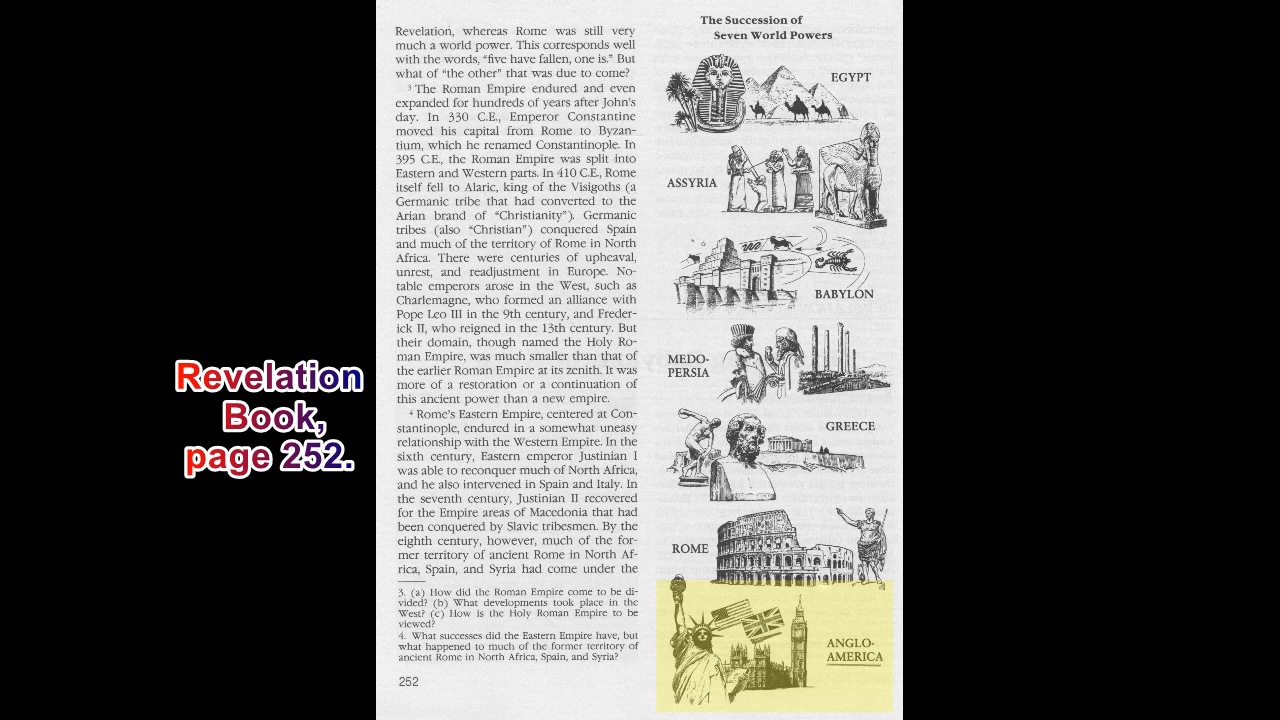 Revelation
Book,
page 252.
Revelation, whereas Rome was still very
much a world power. This corresponds well
with the words, “five have fallen, one is.” But
what of “the other” that was due to come?
3 The Roman Empire endured and even
expanded for hundreds of years after John’s
day. In 330 C.E., Emperor Constantine
moved his capital from Rome to Byzan-
tium, which he renamed Constantinople. In
395 C.E., the Roman Empire was split into
Eastern and Western parts. In 410 C.E., Rome
itself fell to Alaric, king of the Visigoths (a
Germanic tribe that had converted to the
Arian brand of “Christianity”). Germanic
tribes (also “Christian”) conquered Spain
and much of the territory of Rome in North
Africa. There were centuries of upheaval,
unrest, and readjustment in Europe. No-
table emperors arose in the West, such as
Charlemagne, who formed an alliance with
Pope Leo III in the 9th century, and Freder-
ick II, who reigned in the 13th century. But
their domain, though named the Holy Ro-
man Empire, was much smaller than that of
the earlier Roman Empire at its zenith. It was
more of a restoration or a continuation of
this ancient power than a new empire.
4 Rome’s Eastern Empire, centered at Con-
stantinople, endured in a somewhat uneasy
relationship with the Western Empire. In the
sixth century, Eastern emperor Justinian I
was able to reconquer much of North Africa,
and he also intervened in Spain and Italy. In
the seventh century, Justinian II recovered
for the Empire areas of Macedonia that had
been conquered by Slavic tribesmen. By the
eighth century, however, much of the for-
mer territory of ancient Rome in North Af-
rica, Spain, and Syria had come under the
3. (a) How did the Roman Empire come to be di-
vided? (b) What developments took place in the
West? (c) How is the Holy Roman Empire to be
viewed?
4. What successes did the Eastern Empire have, but
what happened to much of the former territory of
ancient Rome in North Africa, Spain, and Syria?
252
The Succession of
Seven World Powers
EGYPT
ASSYRIA
BABYLON
MEDO-
PERSIA
GREECE
ROME
ANGLO-
AMERICA